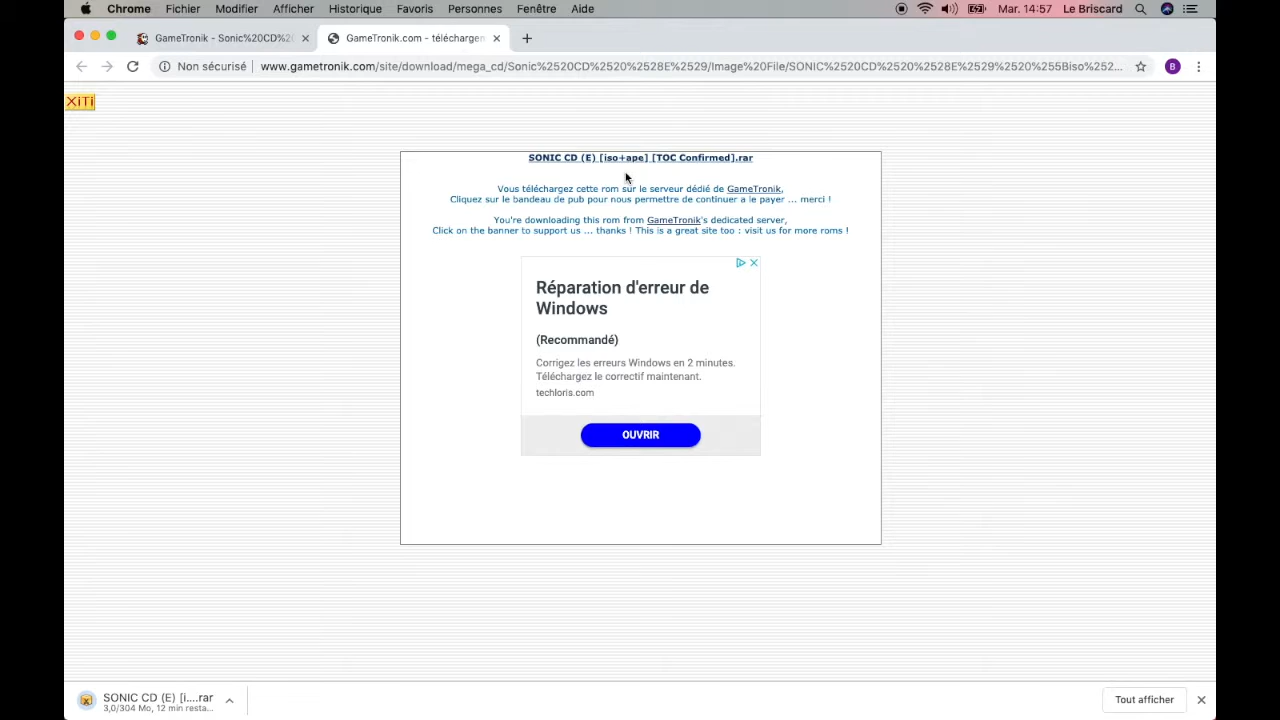 Chrome Fichier Modifier Afficher Historique Favoris Personnes Fenêtre Aide Mar. 14:57 Le Briscard
GameTronik - Sonic%20CD%20
GameTronik.com - télécharger
Non sécurisé www.gametronik.com/site/download/mega_cd/Sonic%2520CD%2520%2528E%2529/Image%20File/SONIC%2520CD%2520%2528E%2529%2520%255Biso%252... B
XiTi
SONIC CD (E) [iso+ape] [TOC Confirmed].rar
Vous téléchargez cette rom sur le serveur dédié de GameTronik,
Cliquez sur le bandeau de pub pour nous permettre de continuer a le payer ... merci !
You're downloading this rom from GameTronik's dedicated server,
Click on the banner to support us ... thanks ! This is a great site too : visit us for more roms !
Réparation d'erreur de
Windows
(Recommandé)
Corrigez les erreurs Windows en 2 minutes.
Téléchargez le correctif maintenant.
techloris.com
OUVRIR
SONIC CD (E) [i....rar
3,0/304 Mo, 12 min resta...
Tout afficher